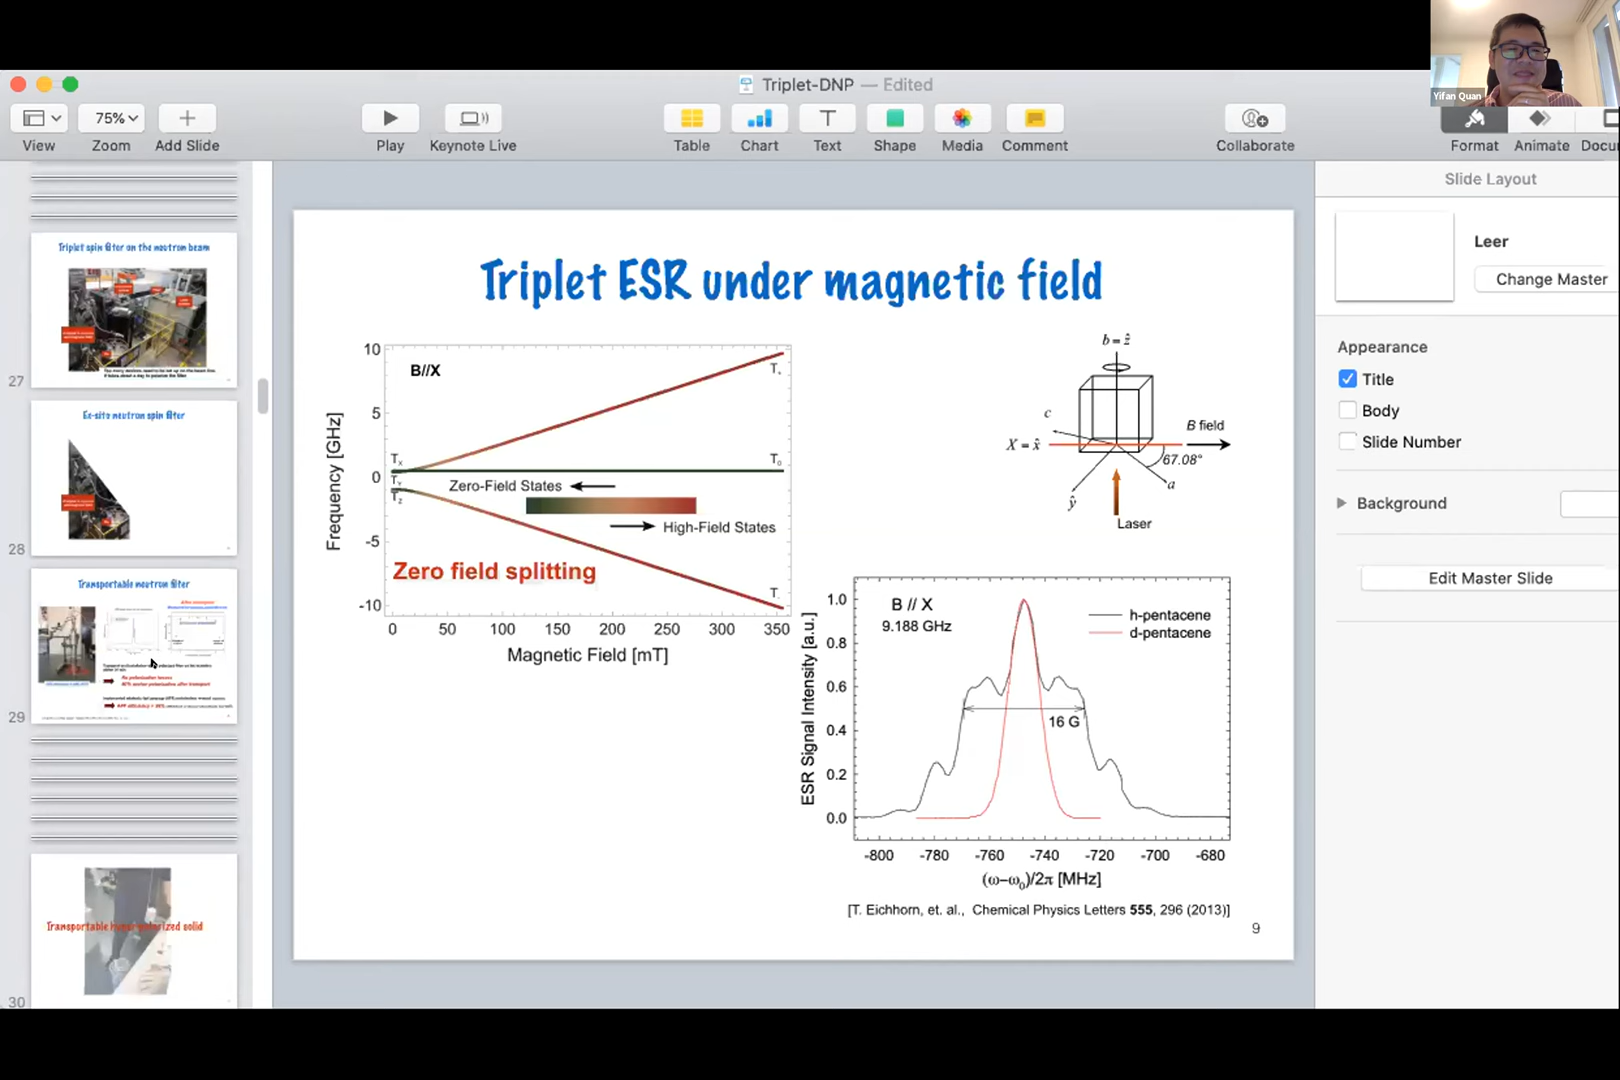 Yifan Quan
Triplet-DNP — Edited
75%
View
Zoom
Add Slide
Play
Keynote Live
Table
Chart
Text
Shape
Media
Comment
Collaborate
Format
Animate
Slide Layout
Leer
Change Master
Appearance
Title
Body
Slide Number
Background
Edit Master Slide
Triplet spin filter on the neutron beam
27
Ex-situ neutron spin filter
28
Transportable neutron filter
29
30
Triplet ESR under magnetic field
B//X
Frequency [GHz]
10
5
0
-5
-10
Tₓ
Tᵧ
T_z
T₊
T₀
T₋
Zero-Field States
High-Field States
Zero field splitting
0 50 100 150 200 250 300 350
Magnetic Field [mT]
b = ẑ
c
X = x̂
B field
67.08°
a
ŷ
Laser
B // X
9.188 GHz
h-pentacene
d-pentacene
ESR Signal Intensity [a.u.]
1.0
0.8
0.6
0.4
0.2
0.0
16 G
-800 -780 -760 -740 -720 -700 -680
(ω−ω₀)/2π [MHz]
[T. Eichhorn, et. al., Chemical Physics Letters 555, 296 (2013)]
9